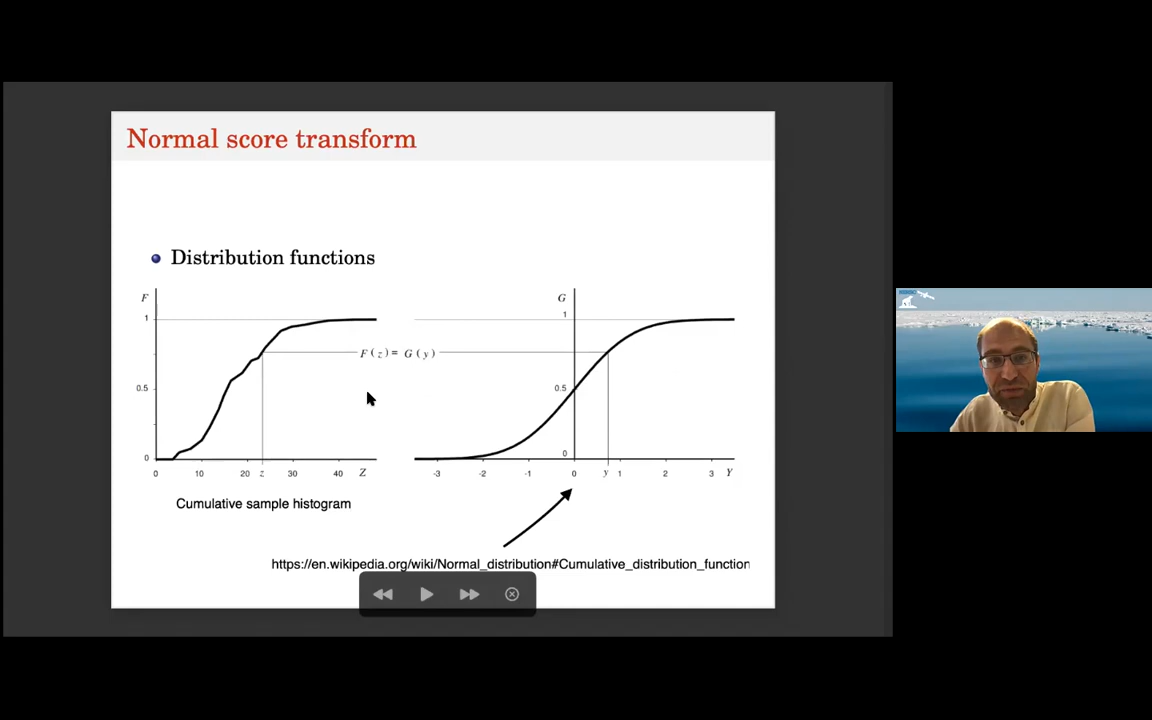 Normal score transform
Distribution functions
F
1
0.5
0
0 10 20 z 30 40 Z
F(z) = G(y)
G
1
0.5
0
-3 -2 -1 0 y 1 2 3 Y
Cumulative sample histogram
https://en.wikipedia.org/wiki/Normal_distribution#Cumulative_distribution_function